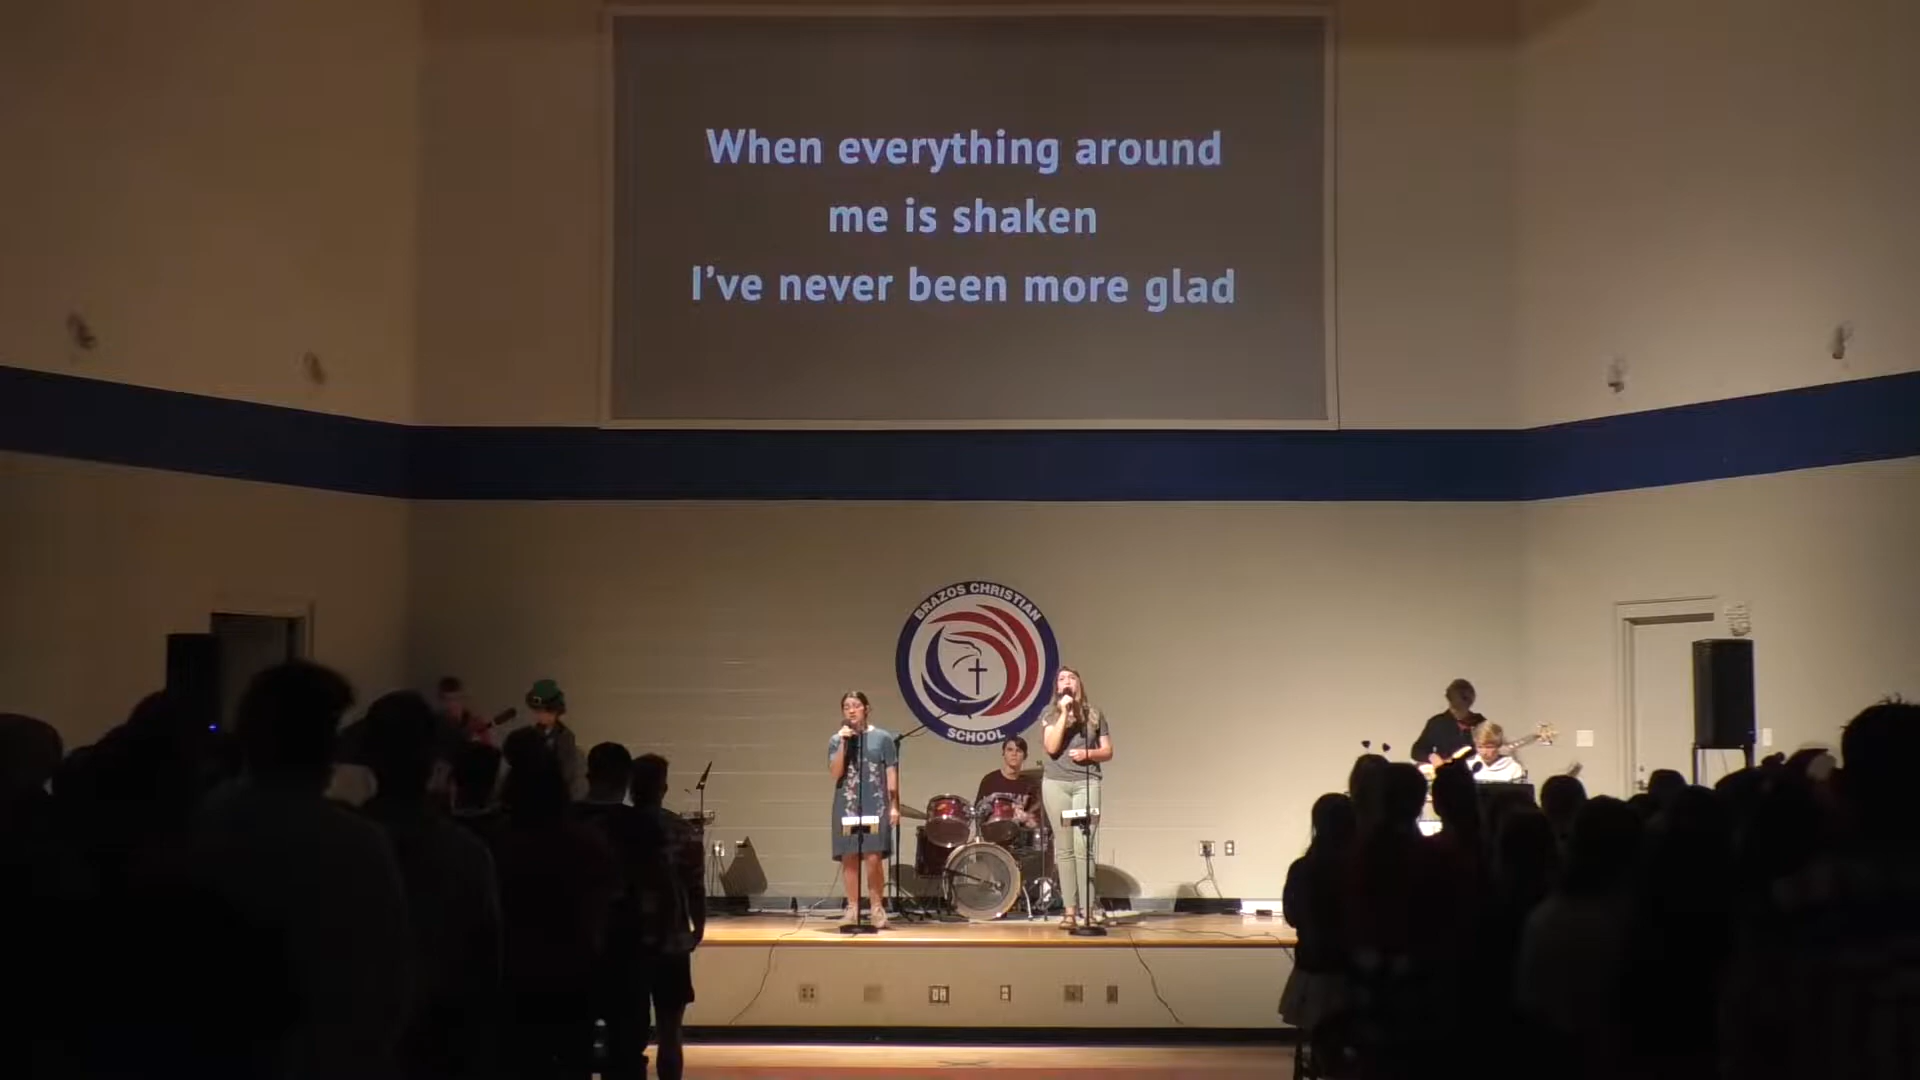 When everything around
me is shaken
I've never been more glad
BRAZOS CHRISTIAN
SCHOOL